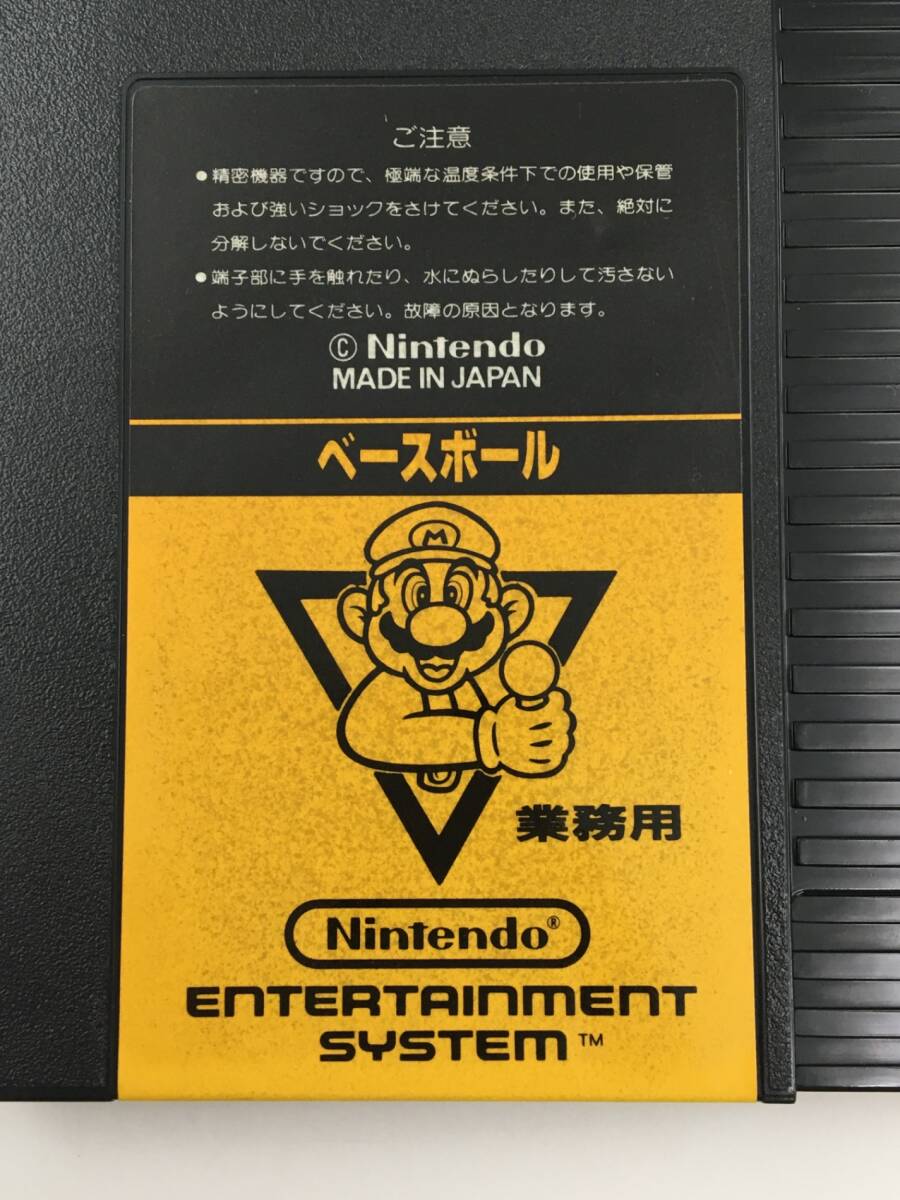 ご注意
●精密機器ですので、極端な温度条件下での使用や保管
および強いショックをさけてください。また、絶対に
分解しないでください。
●端子部に手を触れたり、水にぬらしたりして汚さない
ようにしてください。故障の原因となります。
© Nintendo
MADE IN JAPAN
ベースボール
M
業務用
Nintendo®
ENTERTAINMENT
SYSTEM™